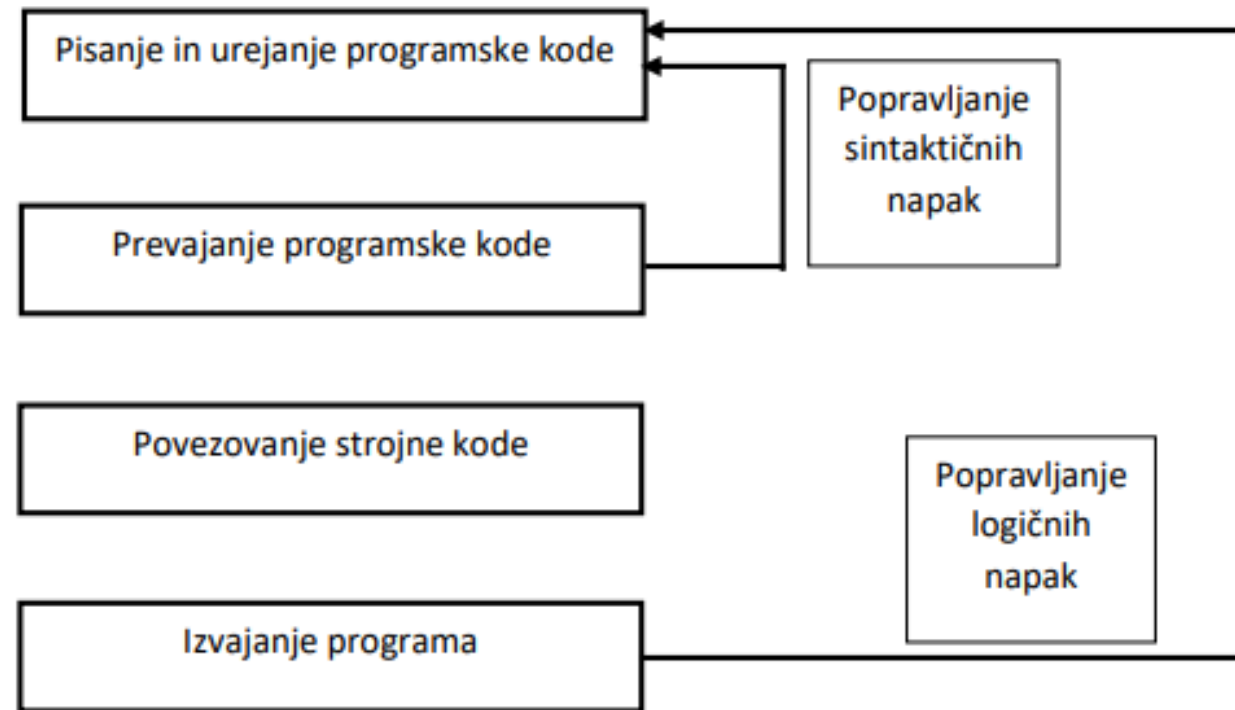 Pisanje in urejanje programske kode
Popravljanje
sintaktičnih
napak
Prevajanje programske kode
Povezovanje strojne kode
Popravljanje
logičnih
napak
Izvajanje programa